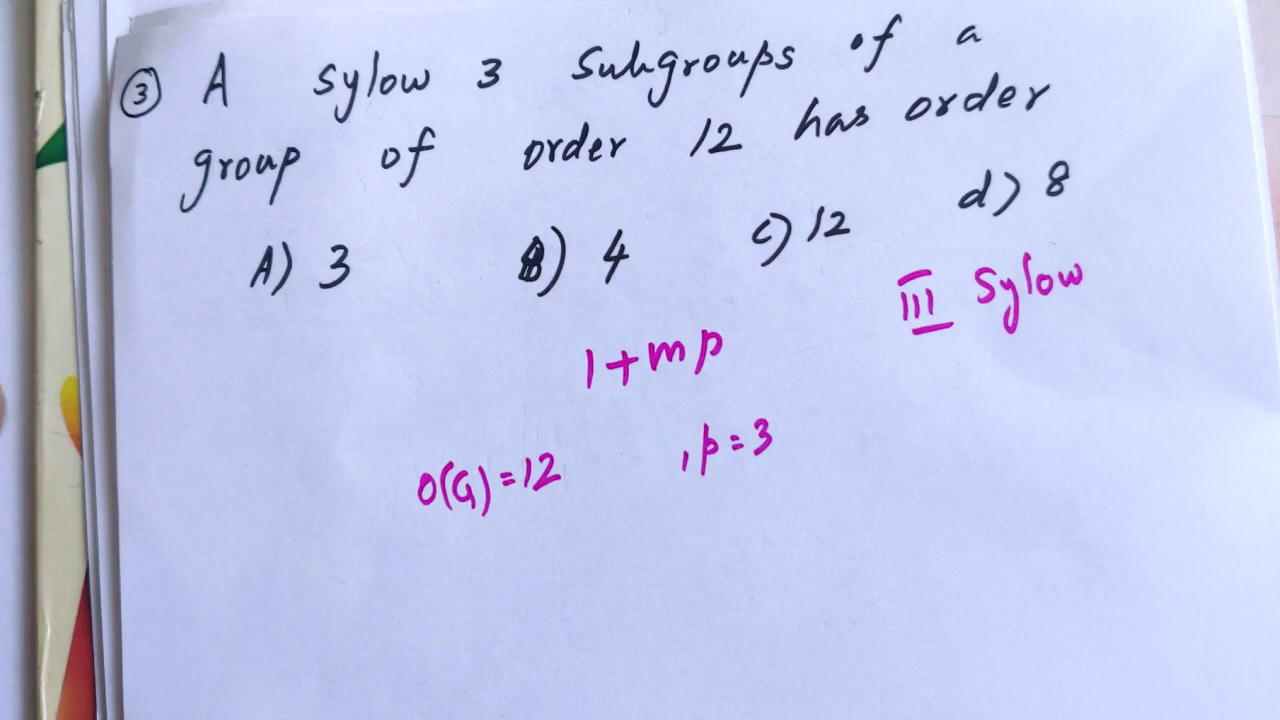 ③ A sylow 3 Subgroups of a
group of order 12 has order
A) 3 B) 4 c) 12 d) 8
III Sylow
1+mp
O(G)=12 , p=3